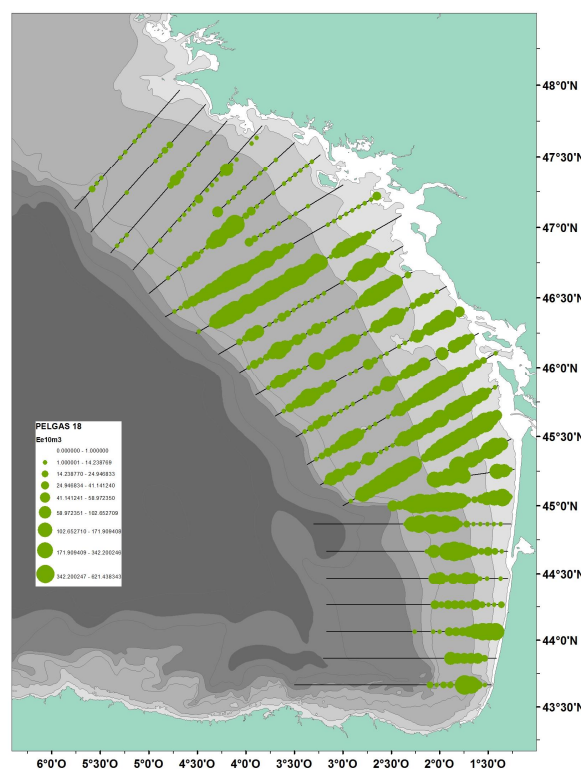 48°0'N
47°30'N
47°0'N
46°30'N
46°0'N
45°30'N
45°0'N
44°30'N
44°0'N
43°30'N
PELGAS 18
Ee10m3
0.000000 - 1.000000
1.000001 - 14.238769
14.238770 - 24.946833
24.946834 - 41.141240
41.141241 - 58.972350
58.972351 - 102.652709
102.652710 - 171.909408
171.909409 - 342.200246
342.200247 - 621.438343
6°0'O 5°30'O 5°0'O 4°30'O 4°0'O 3°30'O 3°0'O 2°30'O 2°0'O 1°30'O